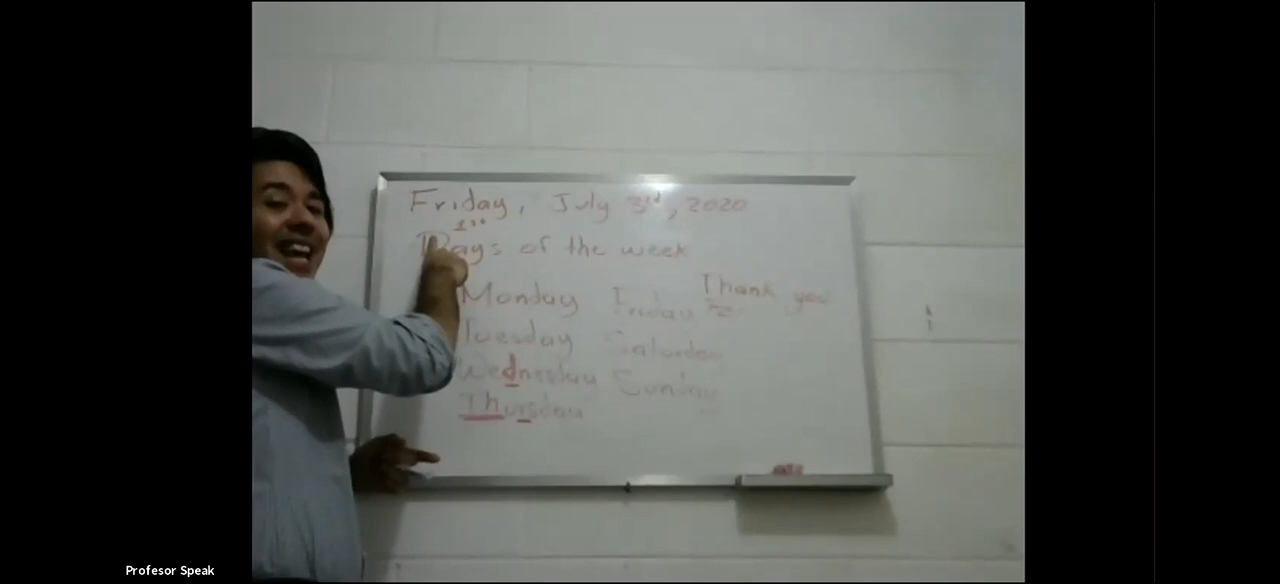 Friday, July 3rd, 2020
1st
Days of the week
Monday
Tuesday
Wednesday
Thursday
Friday
Saturday
Sunday
Thank you
Profesor Speak